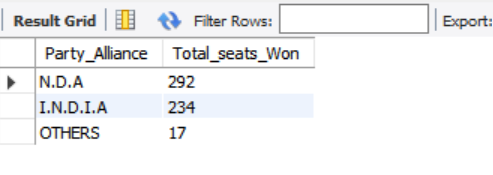 Result Grid Filter Rows: Export:
Party_Alliance Total_seats_Won
N.D.A 292
I.N.D.I.A 234
OTHERS 17